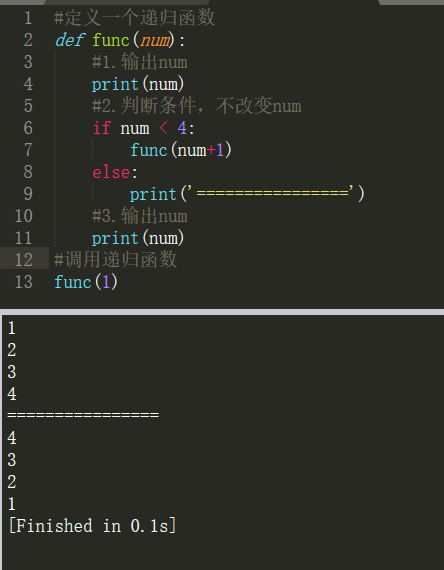 1 #定义一个递归函数
2 def func(num):
3 #1.输出num
4 print(num)
5 #2.判断条件，不改变num
6 if num < 4:
7 func(num+1)
8 else:
9 print('================')
10 #3.输出num
11 print(num)
12 #调用递归函数
13 func(1)
1
2
3
4
================
4
3
2
1
[Finished in 0.1s]